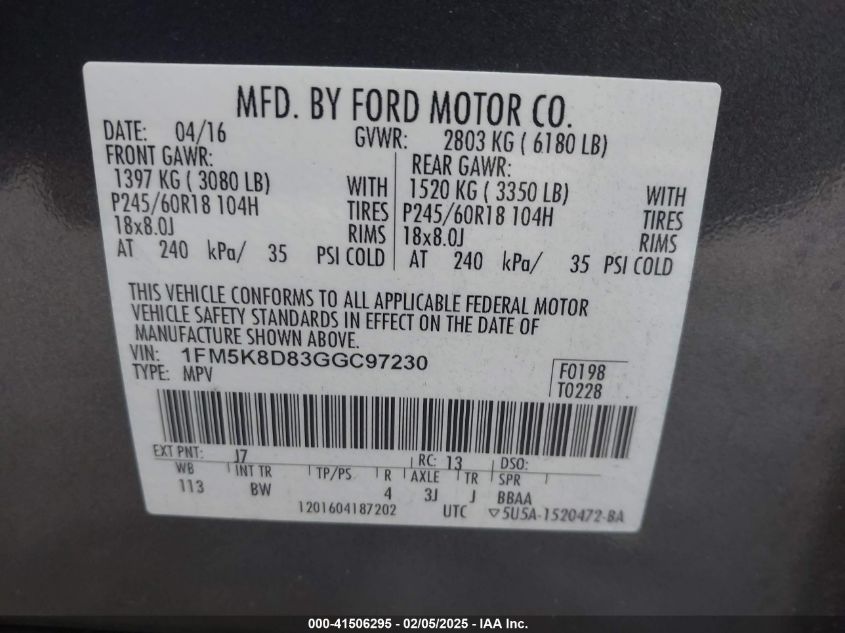 MFD. BY FORD MOTOR CO.
DATE: 04/16 GVWR: 2803 KG ( 6180 LB)
FRONT GAWR: REAR GAWR:
1397 KG ( 3080 LB) WITH 1520 KG ( 3350 LB) WITH
P245/60R18 104H TIRES P245/60R18 104H TIRES
18x8.0J RIMS 18x8.0J RIMS
AT 240 kPa/ 35 PSI COLD AT 240 kPa/ 35 PSI COLD
THIS VEHICLE CONFORMS TO ALL APPLICABLE FEDERAL MOTOR
VEHICLE SAFETY STANDARDS IN EFFECT ON THE DATE OF
MANUFACTURE SHOWN ABOVE.
VIN: 1FM5K8D83GGC97230
TYPE: MPV
F0198
T0228
EXT PNT: J7 RC: 13 DSO:
WB INT TR TP/PS R AXLE TR SPR
113 BW 4 3J J BBAA
1201604187202 UTC ▽5U5A-1520472-BA
000-41506295 - 02/05/2025 - IAA Inc.